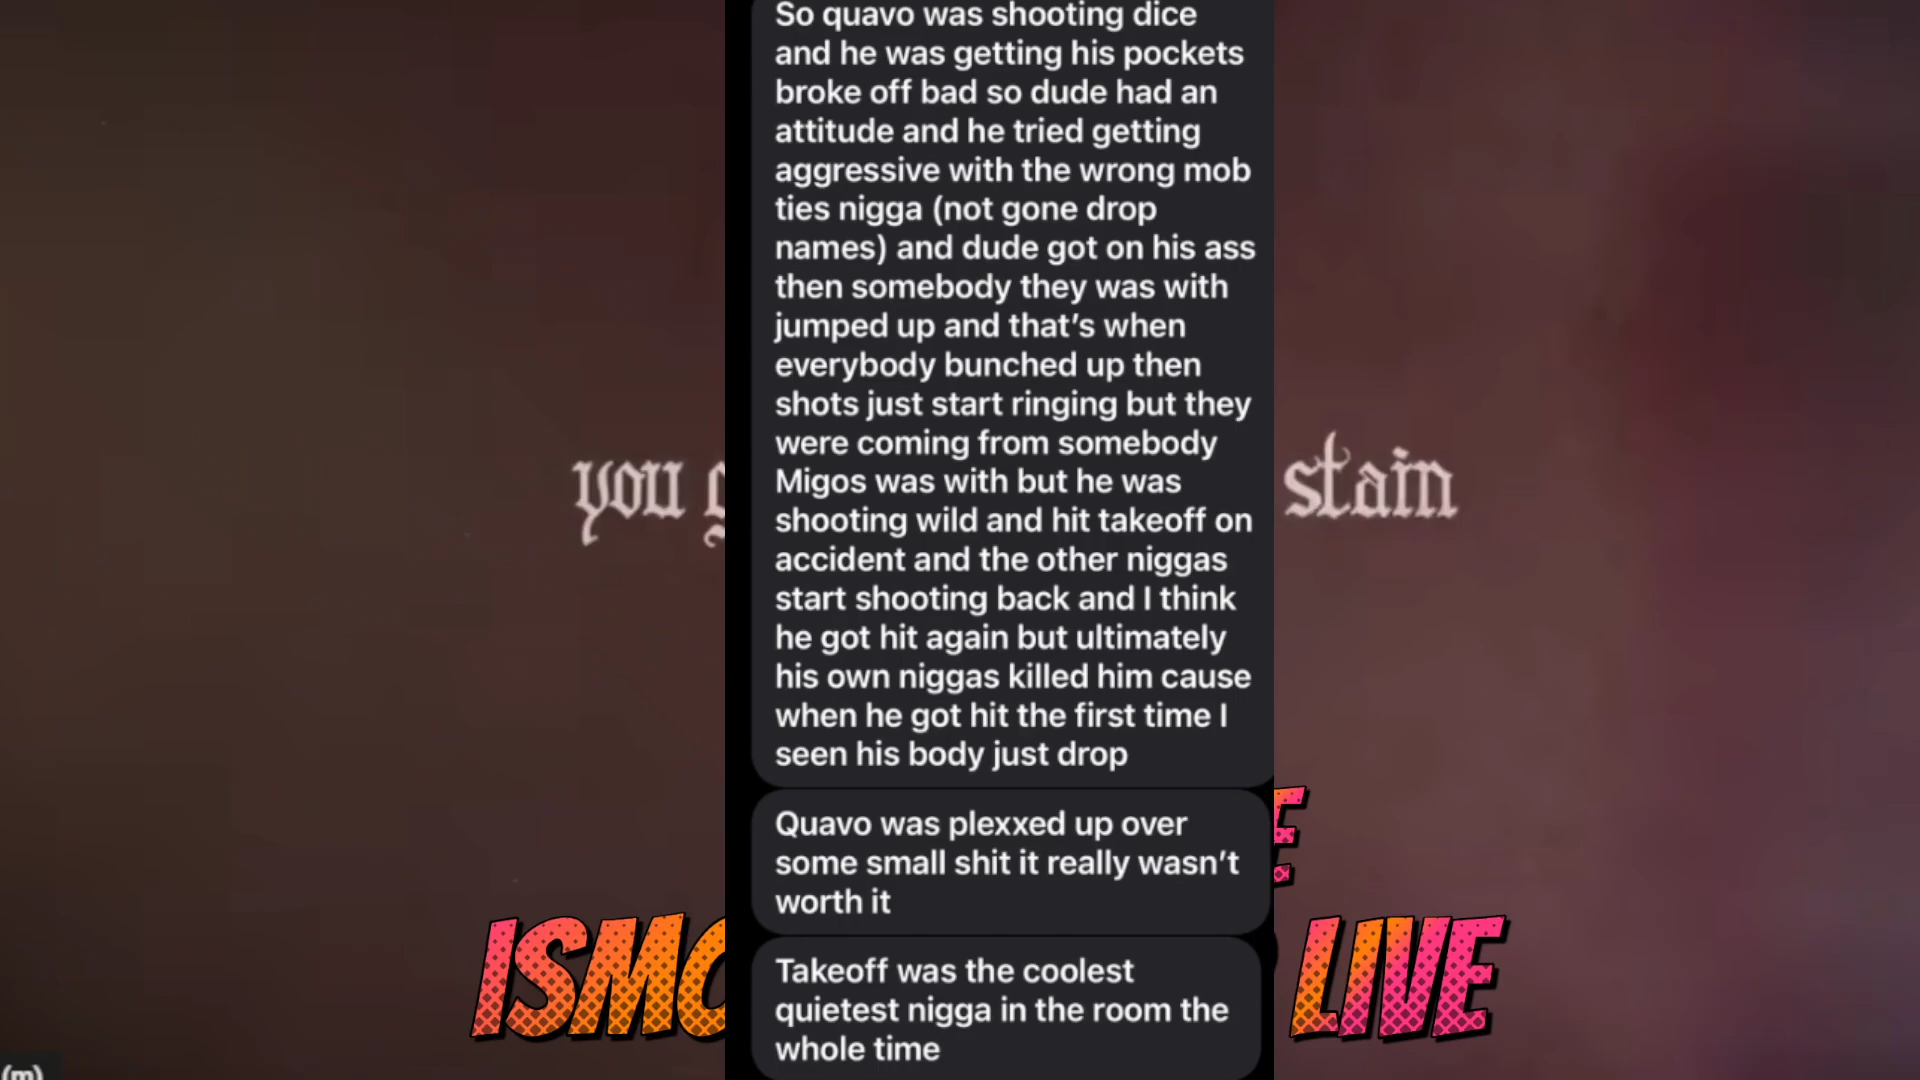 So quavo was shooting dice
and he was getting his pockets
broke off bad so dude had an
attitude and he tried getting
aggressive with the wrong mob
ties nigga (not gone drop
names) and dude got on his ass
then somebody they was with
jumped up and that’s when
everybody bunched up then
shots just start ringing but they
were coming from somebody
Migos was with but he was
shooting wild and hit takeoff on
accident and the other niggas
start shooting back and I think
he got hit again but ultimately
his own niggas killed him cause
when he got hit the first time I
seen his body just drop
Quavo was plexxed up over
some small shit it really wasn’t
worth it
Takeoff was the coolest
quietest nigga in the room the
whole time
you g
stain
E
ISMO
LIVE
(m)